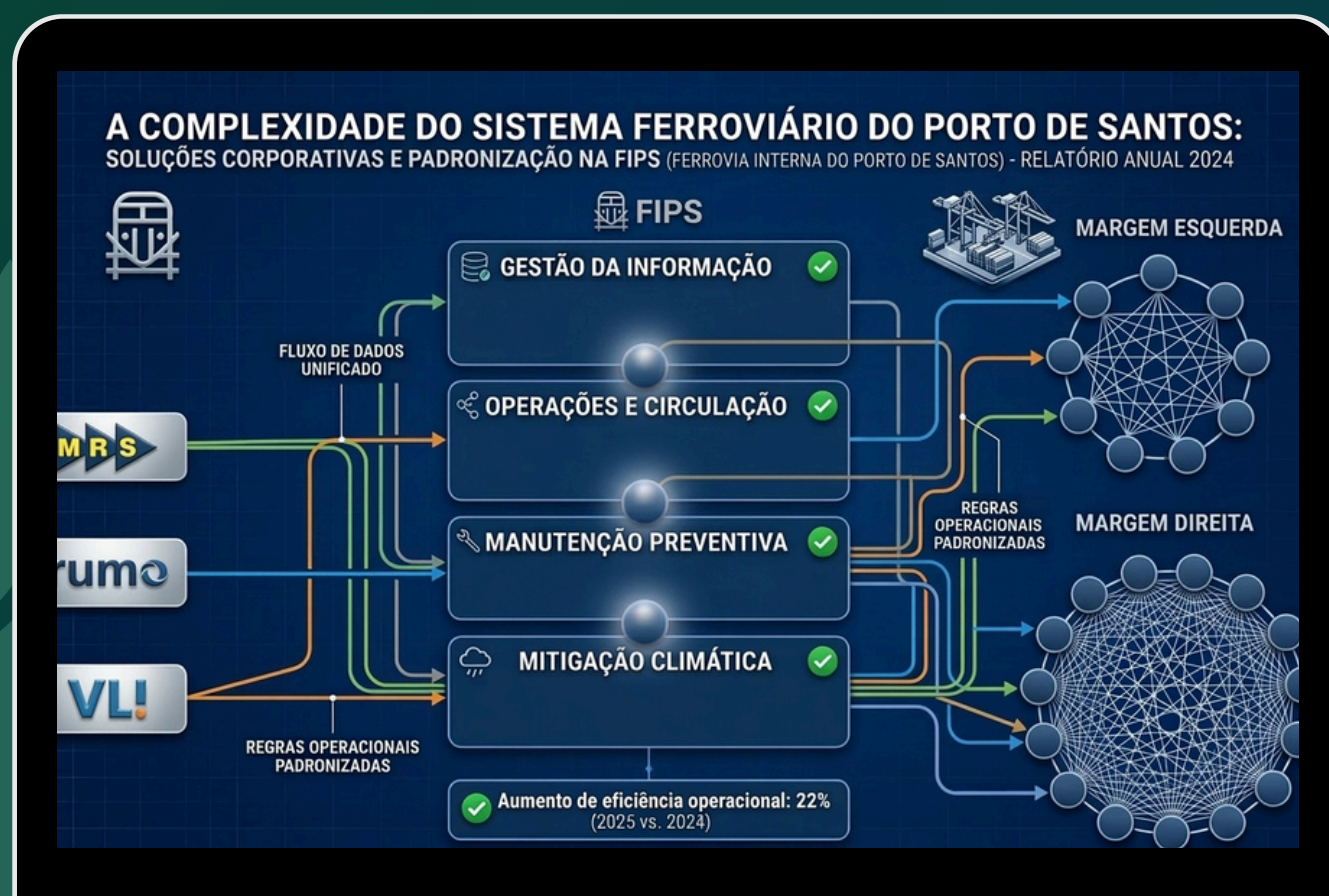 A COMPLEXIDADE DO SISTEMA FERROVIÁRIO DO PORTO DE SANTOS:
SOLUÇÕES CORPORATIVAS E PADRONIZAÇÃO NA FIPS (FERROVIA INTERNA DO PORTO DE SANTOS) - RELATÓRIO ANUAL 2024
FIPS
MARGEM ESQUERDA
GESTÃO DA INFORMAÇÃO
FLUXO DE DADOS
UNIFICADO
OPERAÇÕES E CIRCULAÇÃO
MRS
REGRAS
OPERACIONAIS
PADRONIZADAS
MARGEM DIREITA
MANUTENÇÃO PREVENTIVA
rumo
MITIGAÇÃO CLIMÁTICA
VL!
REGRAS OPERACIONAIS
PADRONIZADAS
Aumento de eficiência operacional: 22%
(2025 vs. 2024)